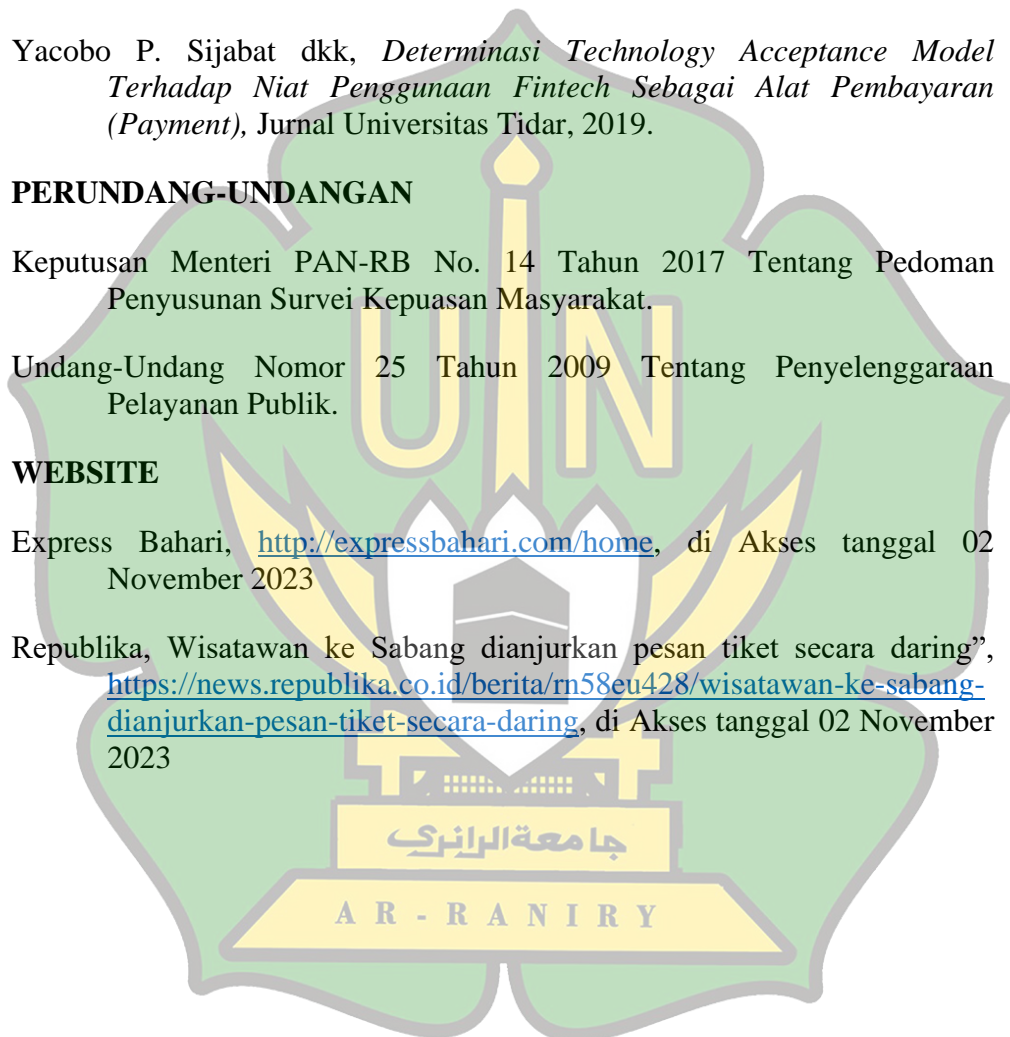 Yacobo P. Sijabat dkk, Determinasi Technology Acceptance Model
Terhadap Niat Penggunaan Fintech Sebagai Alat Pembayaran
(Payment), Jurnal Universitas Tidar, 2019.
PERUNDANG-UNDANGAN
Keputusan Menteri PAN-RB No. 14 Tahun 2017 Tentang Pedoman
Penyusunan Survei Kepuasan Masyarakat.
Undang-Undang Nomor 25 Tahun 2009 Tentang Penyelenggaraan
Pelayanan Publik.
WEBSITE
Express Bahari, http://expressbahari.com/home, di Akses tanggal 02
November 2023
Republika, Wisatawan ke Sabang dianjurkan pesan tiket secara daring”,
https://news.republika.co.id/berita/rn58eu428/wisatawan-ke-sabang-
dianjurkan-pesan-tiket-secara-daring, di Akses tanggal 02 November
2023
UIN
جامعةالرانري
AR-RANIRY